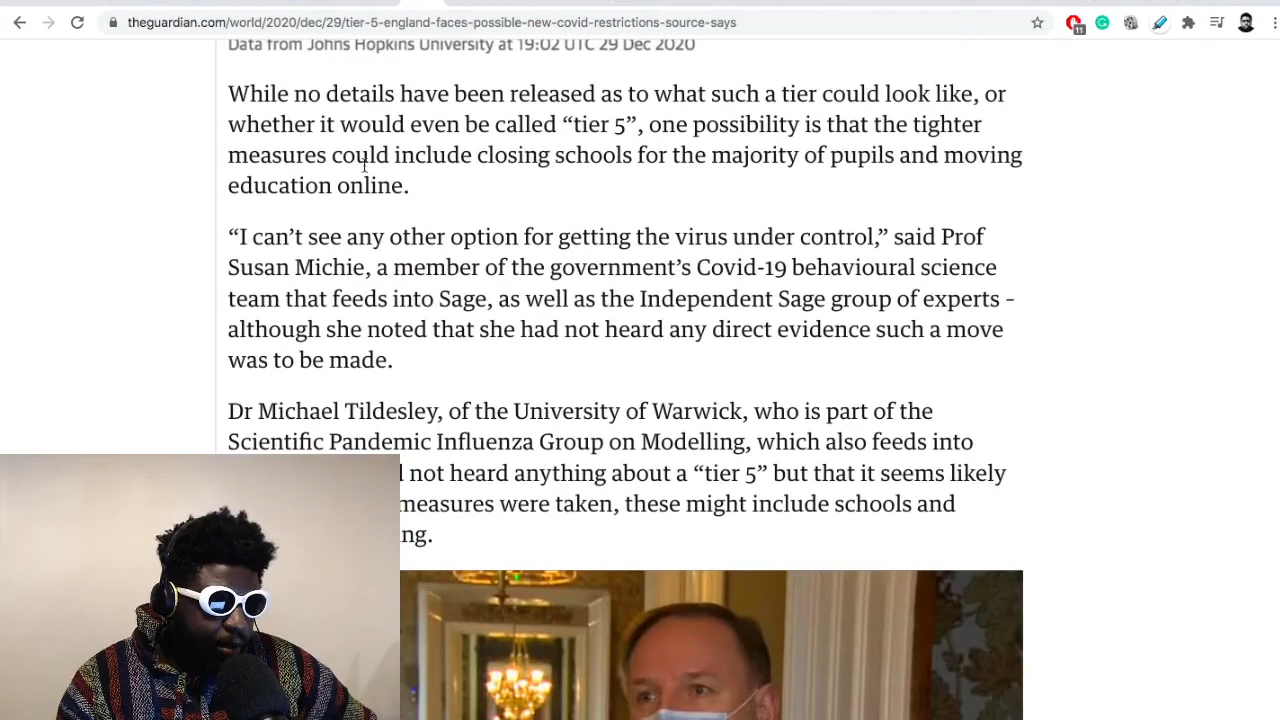 theguardian.com/world/2020/dec/29/tier-5-england-faces-possible-new-covid-restrictions-source-says
11
Data from Johns Hopkins University at 19:02 UTC 29 Dec 2020
While no details have been released as to what such a tier could look like, or
whether it would even be called “tier 5”, one possibility is that the tighter
measures could include closing schools for the majority of pupils and moving
education online.
“I can’t see any other option for getting the virus under control,” said Prof
Susan Michie, a member of the government’s Covid-19 behavioural science
team that feeds into Sage, as well as the Independent Sage group of experts –
although she noted that she had not heard any direct evidence such a move
was to be made.
Dr Michael Tildesley, of the University of Warwick, who is part of the
Scientific Pandemic Influenza Group on Modelling, which also feeds into
not heard anything about a “tier 5” but that it seems likely
measures were taken, these might include schools and
ng.